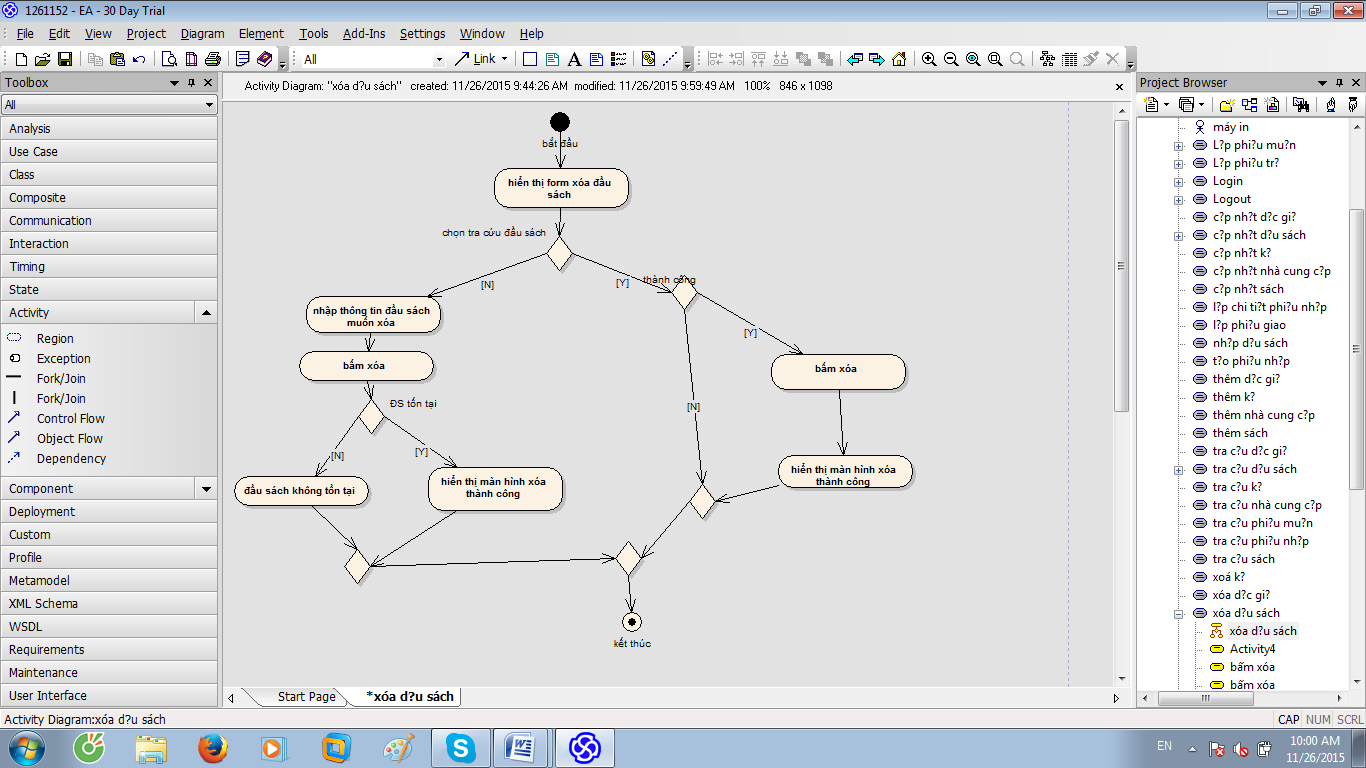 1261152 - EA - 30 Day Trial
File Edit View Project Diagram Element Tools Add-Ins Settings Window Help
All
Link
Toolbox
All
Analysis
Use Case
Class
Composite
Communication
Interaction
Timing
State
Activity
Region
Exception
Fork/Join
Fork/Join
Control Flow
Object Flow
Dependency
Component
Deployment
Custom
Profile
Metamodel
XML Schema
WSDL
Requirements
Maintenance
User Interface
Activity Diagram: "xóa d?u sách" created: 11/26/2015 9:44:26 AM modified: 11/26/2015 9:59:49 AM 100% 846 x 1098
bắt đầu
hiển thị form xóa đầu
sách
chọn tra cứu đầu sách
[N]
[Y]
thành công
nhập thông tin đầu sách
muốn xóa
[Y]
bấm xóa
bấm xóa
ĐS tồn tại
[N]
[N]
[Y]
đầu sách không tồn tại
hiển thị màn hình xóa
thành công
hiển thị màn hình xóa
thành công
kết thúc
Start Page
*xóa d?u sách
Project Browser
máy in
L?p phi?u mu?n
L?p phi?u tr?
Login
Logout
c?p nh?t d?c gi?
c?p nh?t d?u sách
c?p nh?t k?
c?p nh?t nhà cung c?p
c?p nh?t sách
l?p chi ti?t phi?u nh?p
l?p phi?u giao
nh?p d?u sách
t?o phi?u nh?p
thêm d?c gi?
thêm k?
thêm nhà cung c?p
thêm sách
tra c?u d?c gi?
tra c?u d?u sách
tra c?u k?
tra c?u nhà cung c?p
tra c?u phi?u mu?n
tra c?u phi?u nh?p
tra c?u sách
xoá k?
xóa d?c gi?
xóa d?u sách
xóa d?u sách
Activity4
bấm xóa
bấm xóa
Activity Diagram:xóa d?u sách
CAP NUM SCRL
EN
10:00 AM
11/26/2015